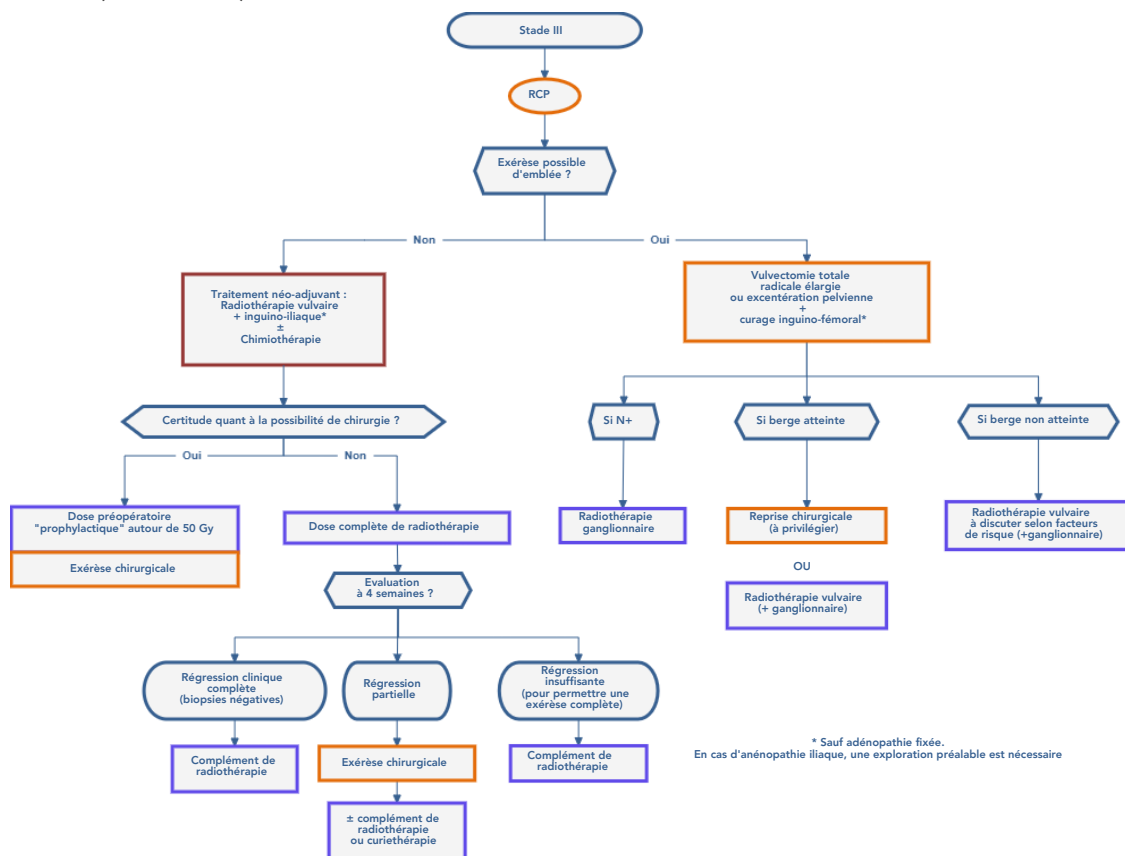 Stade III
RCP
Exérèse possible
d'emblée ?
Non
Oui
Traitement néo-adjuvant :
Radiothérapie vulvaire
+ inguino-iliaque*
±
Chimiothérapie
Vulvectomie totale
radicale élargie
ou excentération pelvienne
+
curage inguino-fémoral*
Certitude quant à la possibilité de chirurgie ?
Si N+
Si berge atteinte
Si berge non atteinte
Oui
Non
Dose préopératoire
"prophylactique" autour de 50 Gy
Exérèse chirurgicale
Dose complète de radiothérapie
Radiothérapie
ganglionnaire
Reprise chirurgicale
(à privilégier)
OU
Radiothérapie vulvaire
(+ ganglionnaire)
Radiothérapie vulvaire
à discuter selon facteurs
de risque (+ganglionnaire)
Evaluation
à 4 semaines ?
Régression clinique
complète
(biopsies négatives)
Régression
partielle
Régression
insuffisante
(pour permettre une
exérèse complète)
Complément de
radiothérapie
Exérèse chirurgicale
Complément de
radiothérapie
± complément de
radiothérapie
ou curiethérapie
* Sauf adénopathie fixée.
En cas d'anénopathie iliaque, une exploration préalable est nécessaire